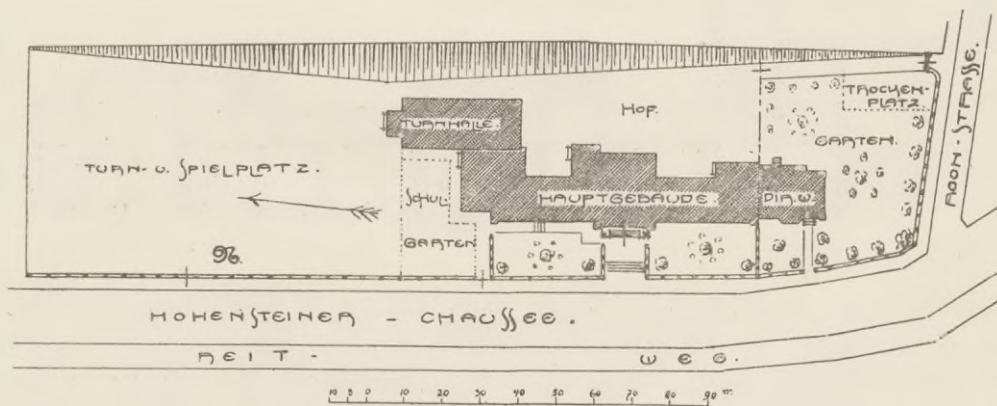 TROCKEN-
PLATZ.
HOF.
TURNHALLE.
GARTEN.
ROON-STRASSE.
TURN- U. SPIELPLATZ.
SCHUL-
GARTEN
HAUPTGEBÄUDE.
DIR.W.
N.
HOHENSTEINER - CHAUSSEE.
REIT - WEG.
10 5 0 10 20 30 40 50 60 70 80 90 m